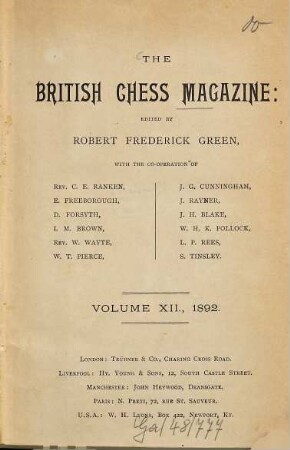 THE
BRITISH CHESS MAGAZINE:
EDITED BY
ROBERT FREDERICK GREEN,
WITH THE CO-OPERATION OF
REV. C. E. RANKEN,
E. FREEBOROUGH,
D. FORSYTH,
I. M. BROWN,
REV. W. WAYTE,
W. T. PIERCE,
J. G. CUNNINGHAM,
J. RAYNER,
J. H. BLAKE,
W. H. K. POLLOCK,
L. P. REES,
S. TINSLEY.
VOLUME XII., 1892.
LONDON: TRÜBNER & CO., CHARING CROSS ROAD.
LIVERPOOL: HY. YOUNG & SONS, 12, SOUTH CASTLE STREET.
MANCHESTER: JOHN HEYWOOD, DEANSGATE.
PARIS: N. PRETI, 72, RUE ST. SAUVEUR.
U.S.A.: W. H. LYONS, BOX 422, NEWPORT, KY.
Ga/48/777